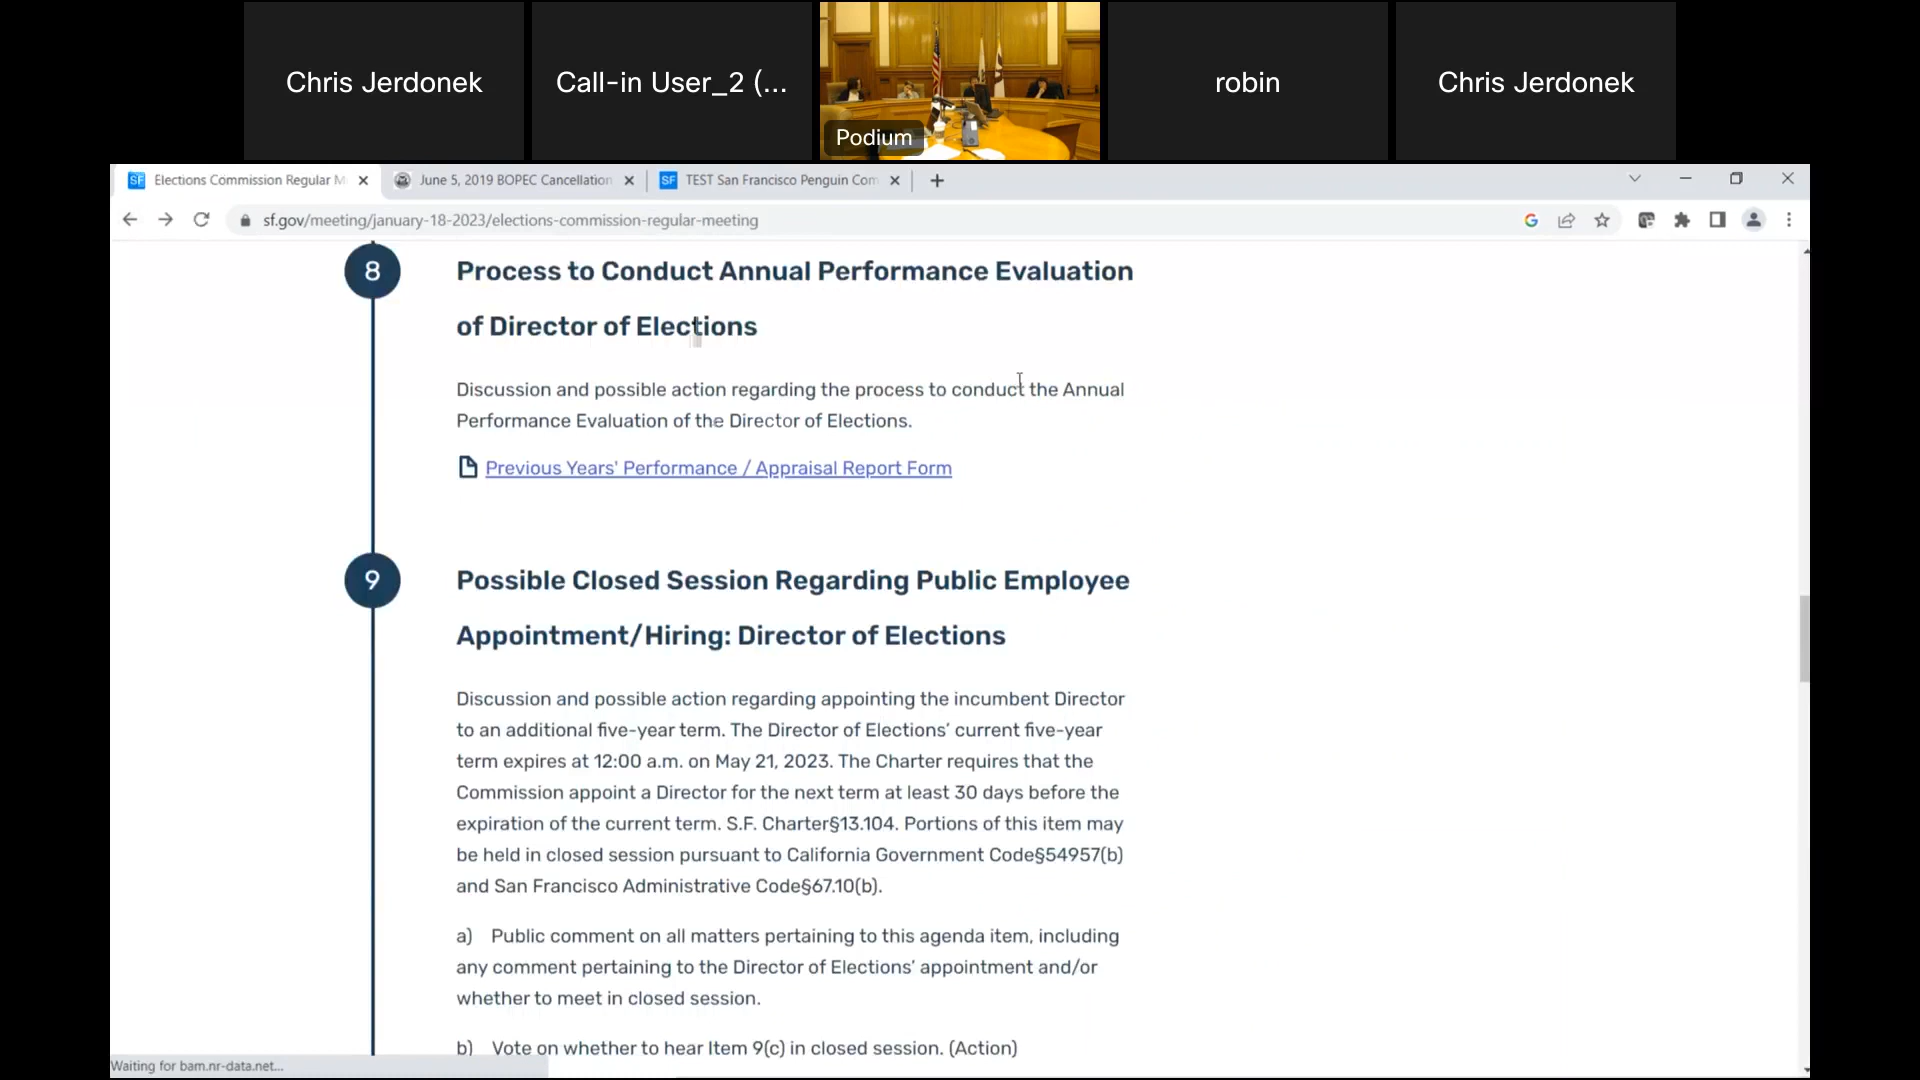 Chris Jerdonek
Call-in User_2 (...
Podium
robin
Chris Jerdonek
SF Elections Commission Regular M
June 5, 2019 BOPEC Cancellation
SF TEST San Francisco Penguin Com
sf.gov/meeting/january-18-2023/elections-commission-regular-meeting
8
Process to Conduct Annual Performance Evaluation
of Director of Elections
Discussion and possible action regarding the process to conduct the Annual
Performance Evaluation of the Director of Elections.
Previous Years' Performance / Appraisal Report Form
9
Possible Closed Session Regarding Public Employee
Appointment/Hiring: Director of Elections
Discussion and possible action regarding appointing the incumbent Director
to an additional five-year term. The Director of Elections’ current five-year
term expires at 12:00 a.m. on May 21, 2023. The Charter requires that the
Commission appoint a Director for the next term at least 30 days before the
expiration of the current term. S.F. Charter§13.104. Portions of this item may
be held in closed session pursuant to California Government Code§54957(b)
and San Francisco Administrative Code§67.10(b).
a) Public comment on all matters pertaining to this agenda item, including
any comment pertaining to the Director of Elections’ appointment and/or
whether to meet in closed session.
b) Vote on whether to hear Item 9(c) in closed session. (Action)
Waiting for bam.nr-data.net...